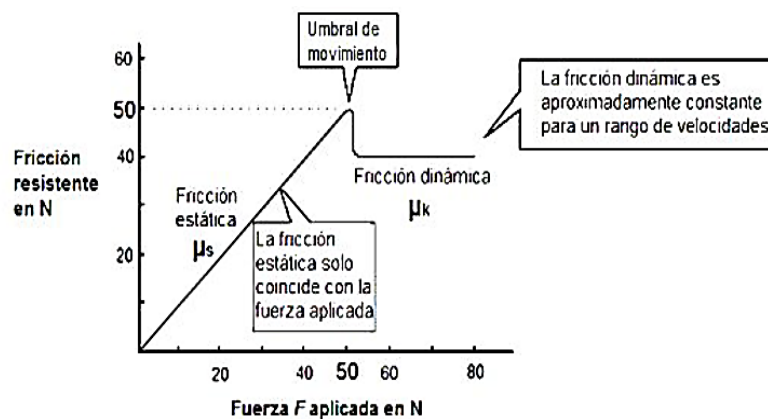 Umbral de
movimiento
La fricción dinámica es
aproximadamente constante
para un rango de velocidades
60
50
40
20
Fricción
resistente
en N
Fricción
estática
μs
Fricción dinámica
μk
La fricción
estática solo
coincide con la
fuerza aplicada
20
40
50
60
80
Fuerza F aplicada en N